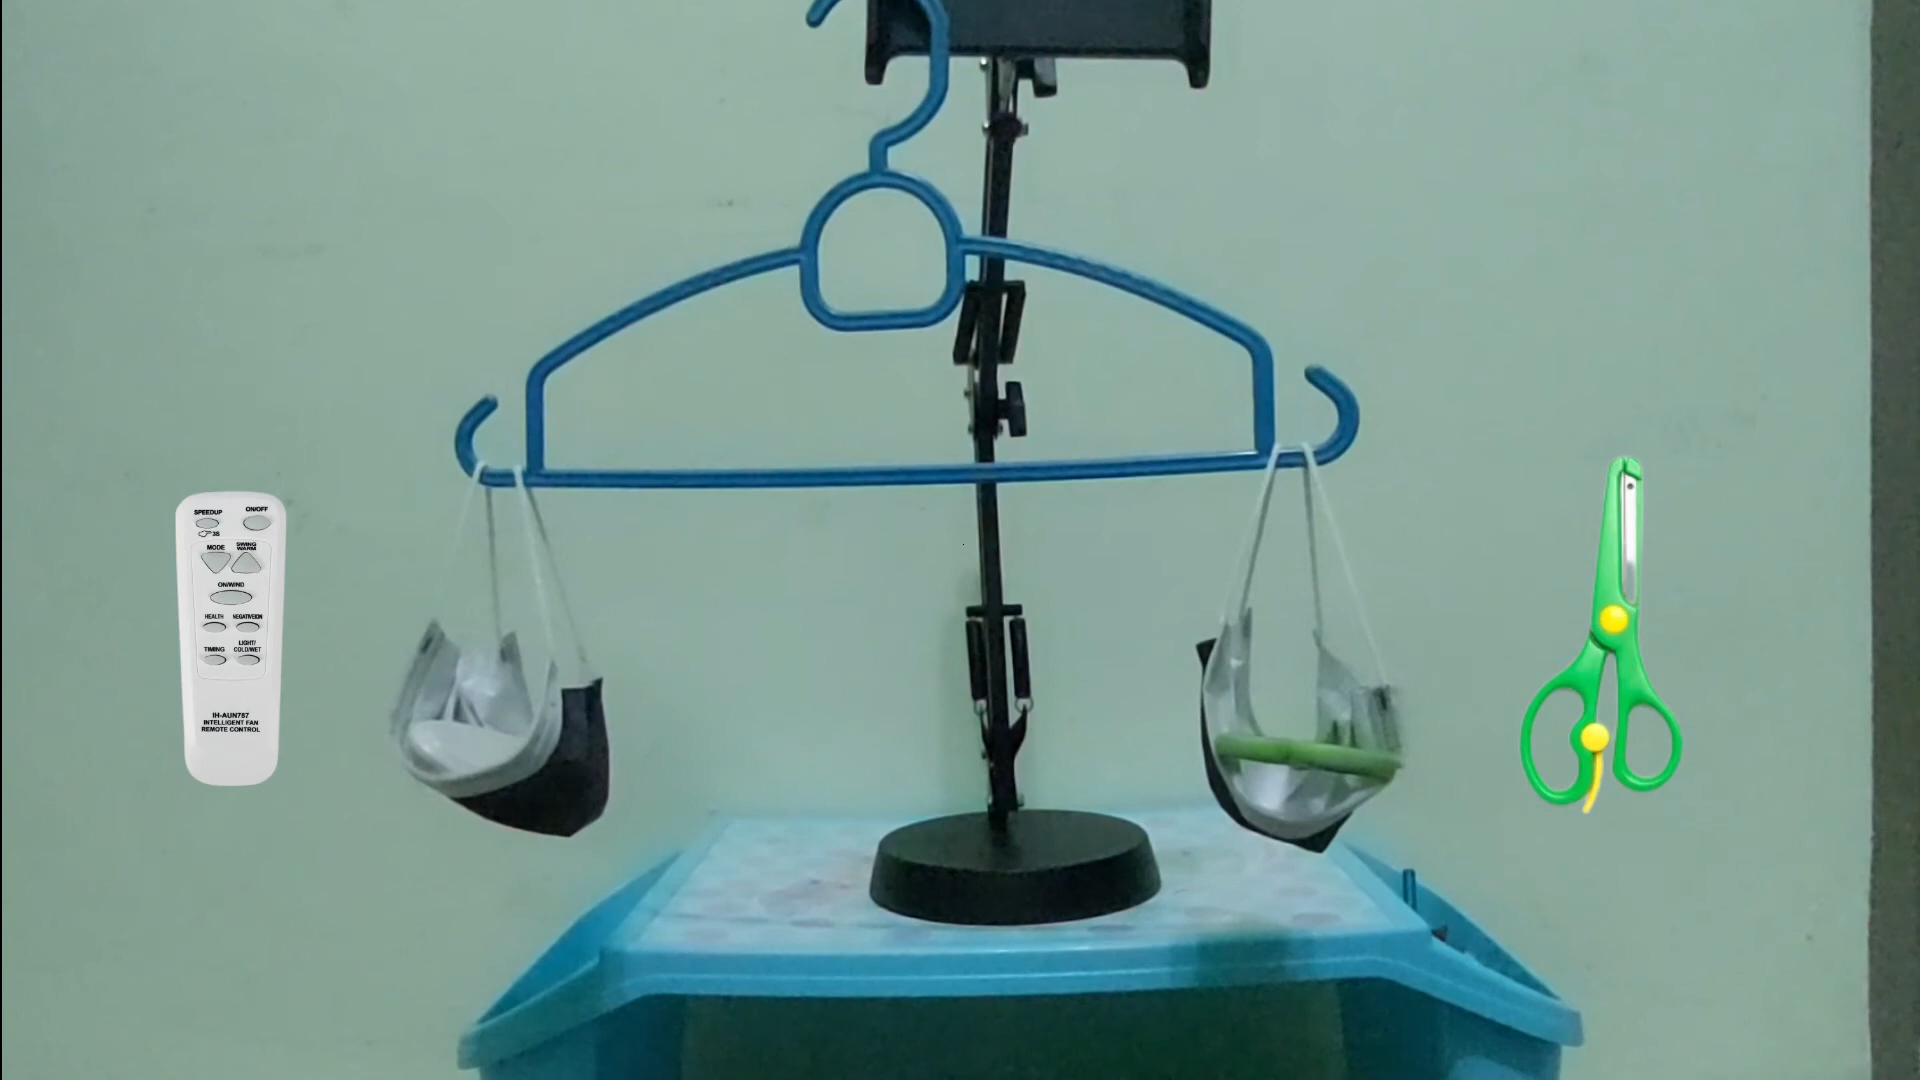 SPEEDUP
ON/OFF
3S
MODE
SWING
WARM
ON/WIND
HEALTH
NEGATIVEION
TIMING
LIGHT/
COLD/WET
IH-AUN787
INTELLIGENT FAN
REMOTE CONTROL